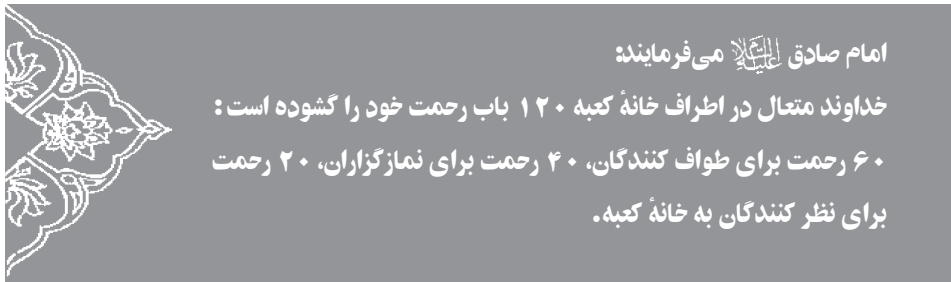 امام صادق علیه‌السلام می‌فرمایند:
خداوند متعال در اطراف خانهٔ کعبه ۱۲۰ باب رحمت خود را گشوده است :
۶۰ رحمت برای طواف کنندگان، ۴۰ رحمت برای نمازگزاران، ۲۰ رحمت
برای نظر کنندگان به خانهٔ کعبه.